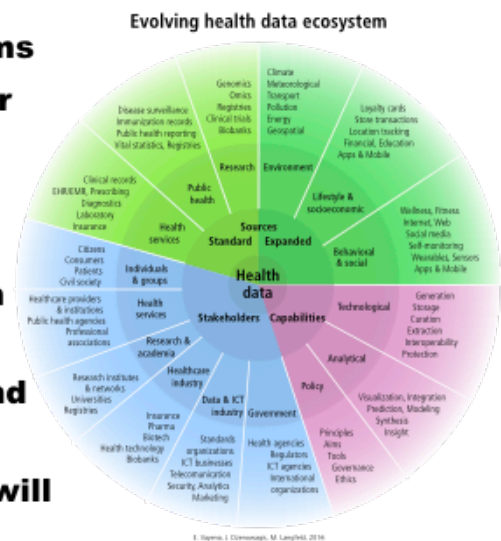 Evolving health data ecosystem
ns
r
n
nd
will
Genomics
Omics
Registries
Clinical trials
Biobanks
Research
Climate
Meteorological
Transport
Pollution
Energy
Geospatial
Environment
Loyalty cards
Store transactions
Location tracking
Financial, Education
Apps & Mobile
Lifestyle &
socioeconomic
Wellness, Fitness
Internet, Web
Social media
Self-monitoring
Wearables, Sensors
Apps & Mobile
Behavioral
& social
Disease surveillance
Immunization records
Public health reporting
Vital statistics, Registries
Public
health
Clinical records
EHR/EMR, Prescribing
Diagnostics
Laboratory
Insurance
Health
services
Sources
Standard Expanded
Health
data
Stakeholders Capabilities
Citizens
Consumers
Patients
Civil society
Individuals
& groups
Healthcare providers
& institutions
Public health agencies
Professional
associations
Health
services
Research institutes
& networks
Universities
Registries
Research &
academia
Insurance
Pharma
Biotech
Health technology
Biobanks
Healthcare
industry
Standards
organizations
ICT businesses
Telecomunication
Security, Analytics
Marketing
Data & ICT
industry
Health agencies
Regulators
ICT agencies
International
organizations
Government
Technological
Generation
Storage
Curation
Extraction
Interoperability
Protection
Analytical
Visualization, Integration
Prediction, Modeling
Synthesis
Insight
Policy
Principles
Aims
Tools
Governance
Ethics
E. Vayena, J. Dzenowagis, M. Langfeld, 2016